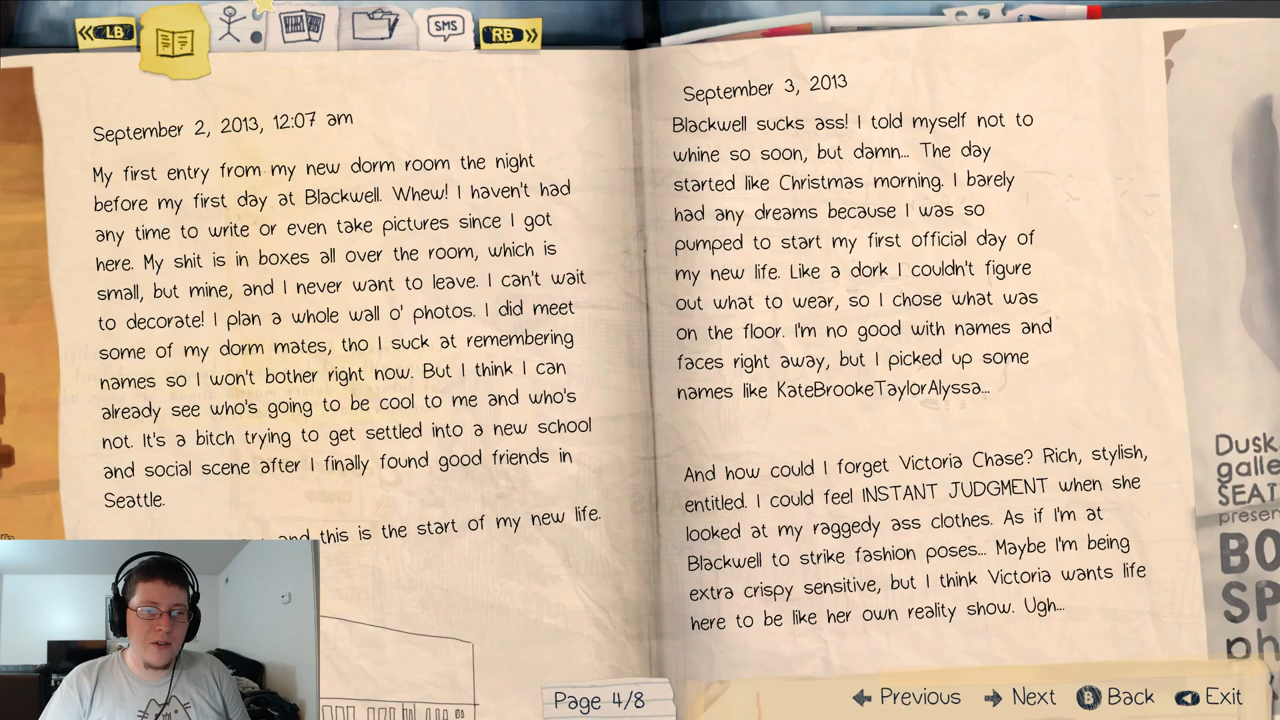 LB
SMS
RB
September 2, 2013, 12:07 am
My first entry from my new dorm room the night
before my first day at Blackwell. Whew! I haven't had
any time to write or even take pictures since I got
here. My shit is in boxes all over the room, which is
small, but mine, and I never want to leave. I can't wait
to decorate! I plan a whole wall o' photos. I did meet
some of my dorm mates, tho I suck at remembering
names so I won't bother right now. But I think I can
already see who's going to be cool to me and who's
not. It's a bitch trying to get settled into a new school
and social scene after I finally found good friends in
Seattle.
and this is the start of my new life.
September 3, 2013
Blackwell sucks ass! I told myself not to
whine so soon, but damn... The day
started like Christmas morning. I barely
had any dreams because I was so
pumped to start my first official day of
my new life. Like a dork I couldn't figure
out what to wear, so I chose what was
on the floor. I'm no good with names and
faces right away, but I picked up some
names like KateBrookeTaylorAlyssa...
And how could I forget Victoria Chase? Rich, stylish,
entitled. I could feel INSTANT JUDGMENT when she
looked at my raggedy ass clothes. As if I'm at
Blackwell to strike fashion poses... Maybe I'm being
extra crispy sensitive, but I think Victoria wants life
here to be like her own reality show. Ugh...
Dusk
galle
SEAT
presen
BO
SP
ph
Page 4/8
Previous
Next
B Back
Exit